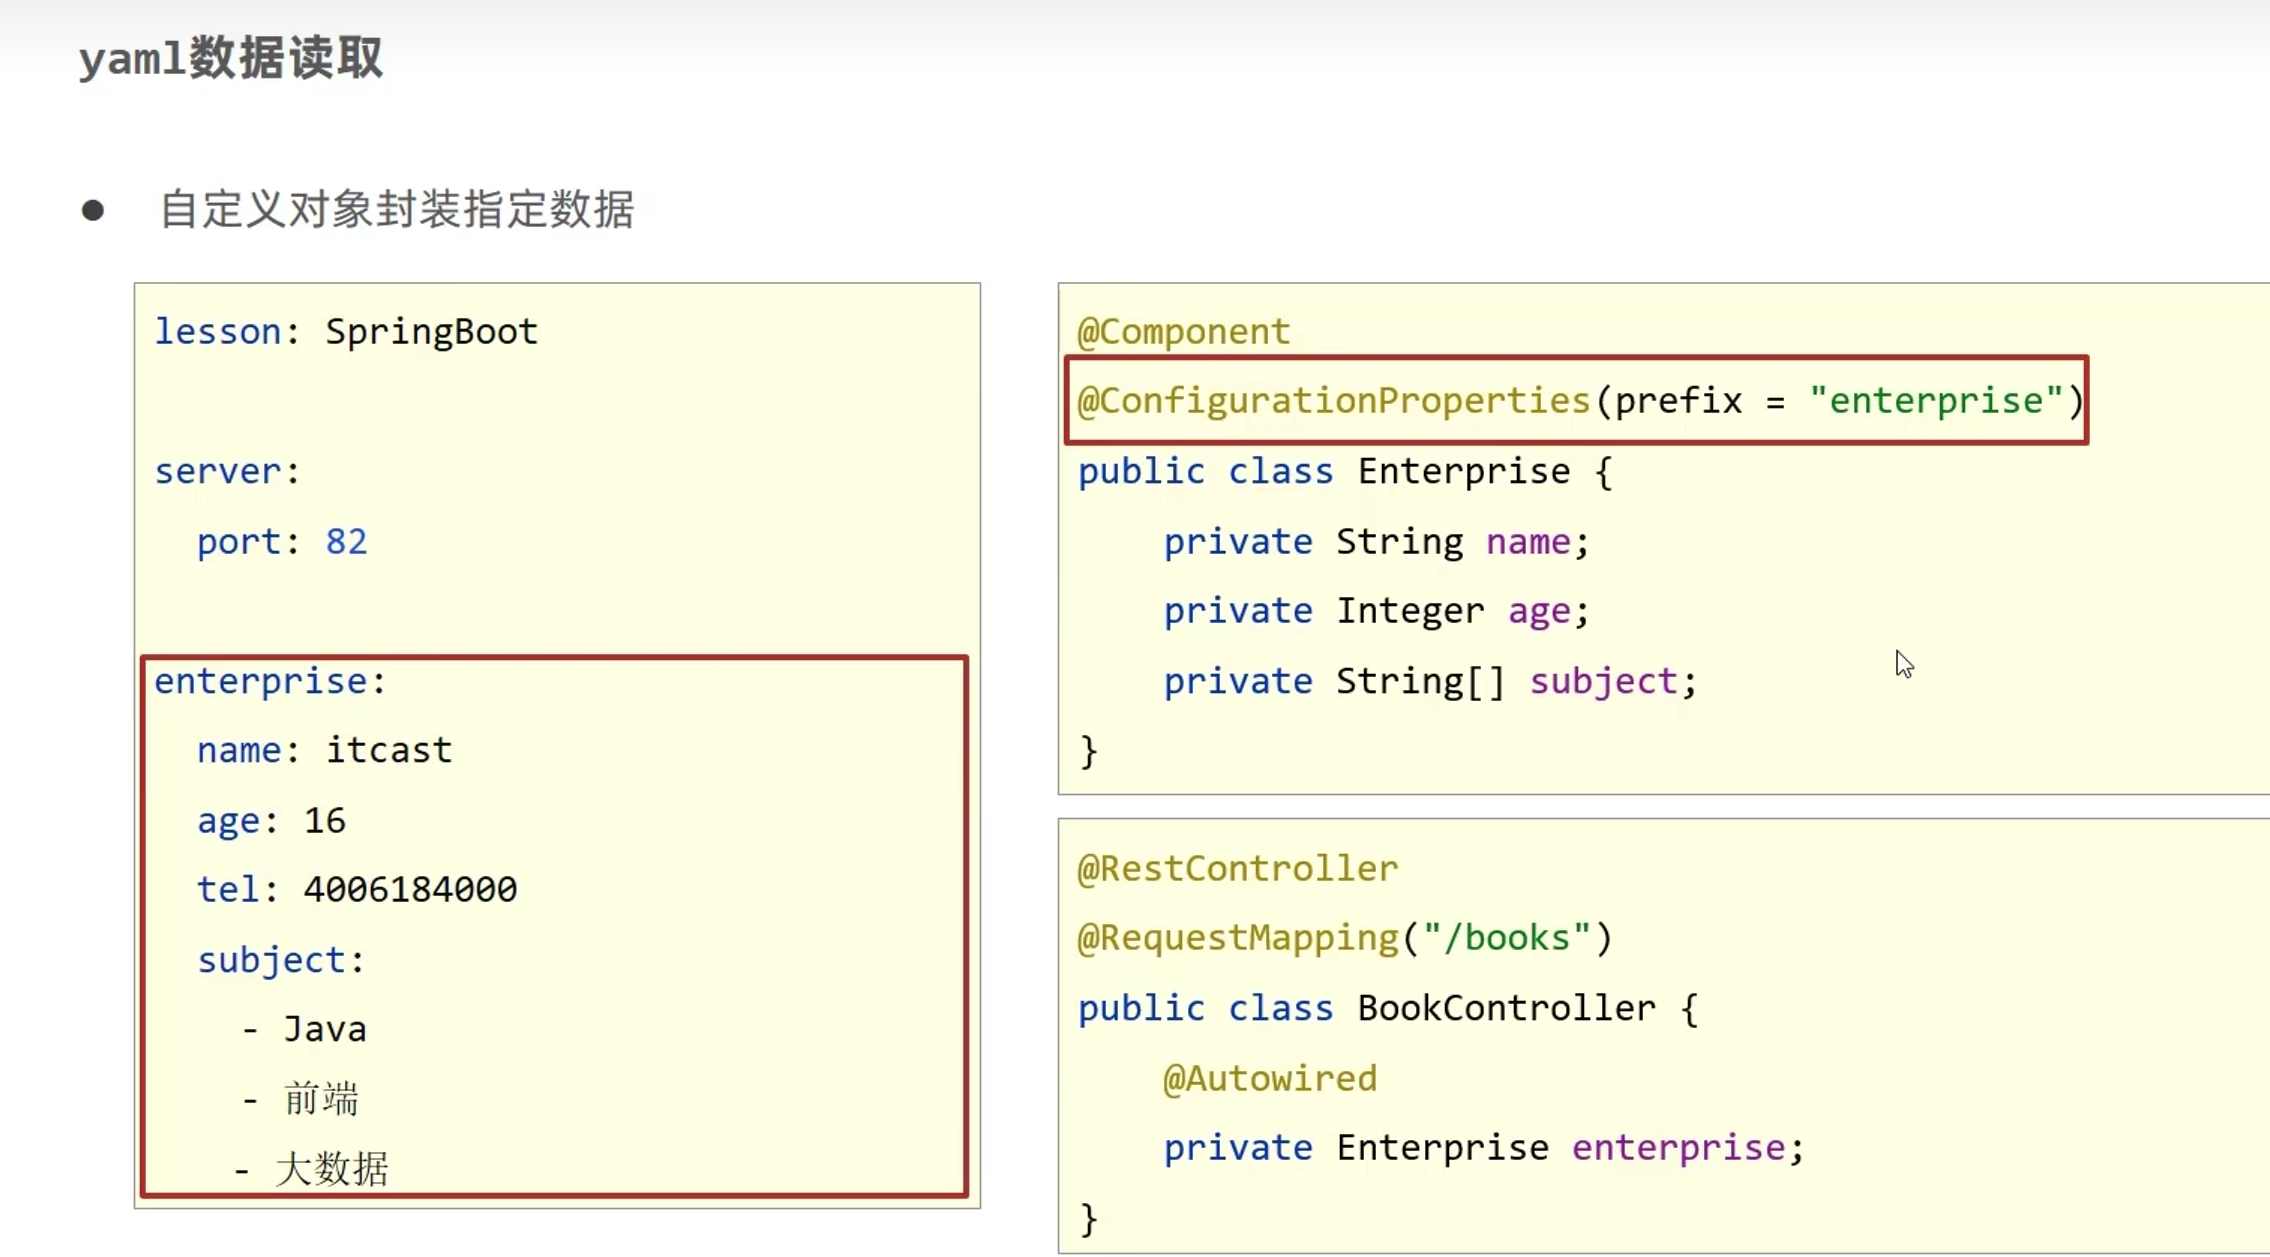 yaml数据读取
● 自定义对象封装指定数据
lesson: SpringBoot
server:
  port: 82
enterprise:
  name: itcast
  age: 16
  tel: 4006184000
  subject:
    - Java
    - 前端
    - 大数据
@Component
@ConfigurationProperties(prefix = "enterprise")
public class Enterprise {
    private String name;
    private Integer age;
    private String[] subject;
}
@RestController
@RequestMapping("/books")
public class BookController {
    @Autowired
    private Enterprise enterprise;
}